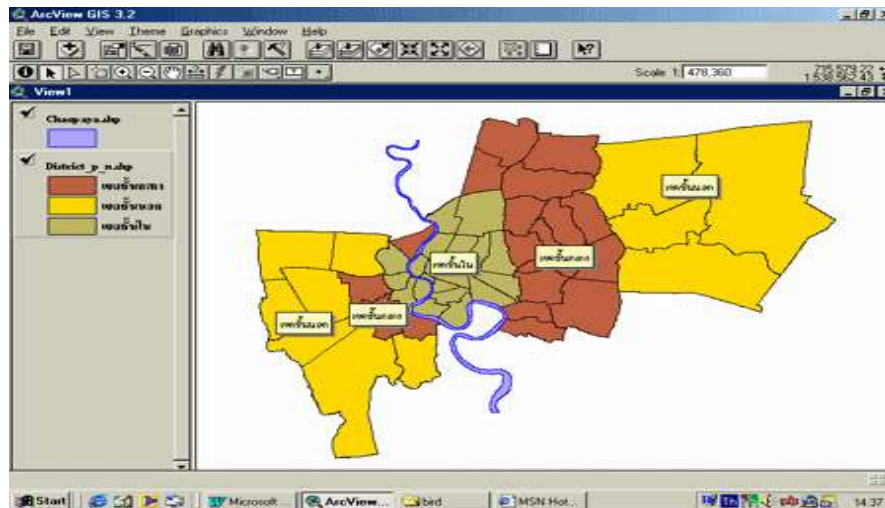 ArcView GIS 3.2
File Edit View Theme Graphics Window Help
Scale 1: 478,360
View1
Chaopaya.shp
District_p_n.shp
เขตชั้นกลาง
เขตชั้นนอก
เขตชั้นใน
เขตชั้นนอก
เขตชั้นใน
เขตชั้นกลาง
เขตชั้นกลาง
เขตชั้นนอก
Start
Microsoft ...
ArcView...
bird
MSN Hot...
14:37